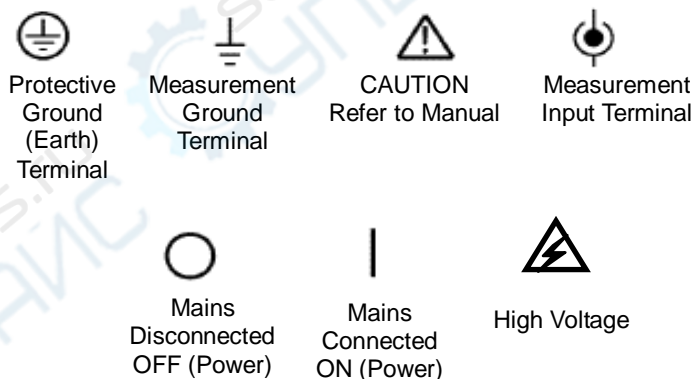 Protective
Ground
(Earth)
Terminal
Measurement
Ground
Terminal
CAUTION
Refer to Manual
Measurement
Input Terminal
Mains
Disconnected
OFF (Power)
Mains
Connected
ON (Power)
High Voltage